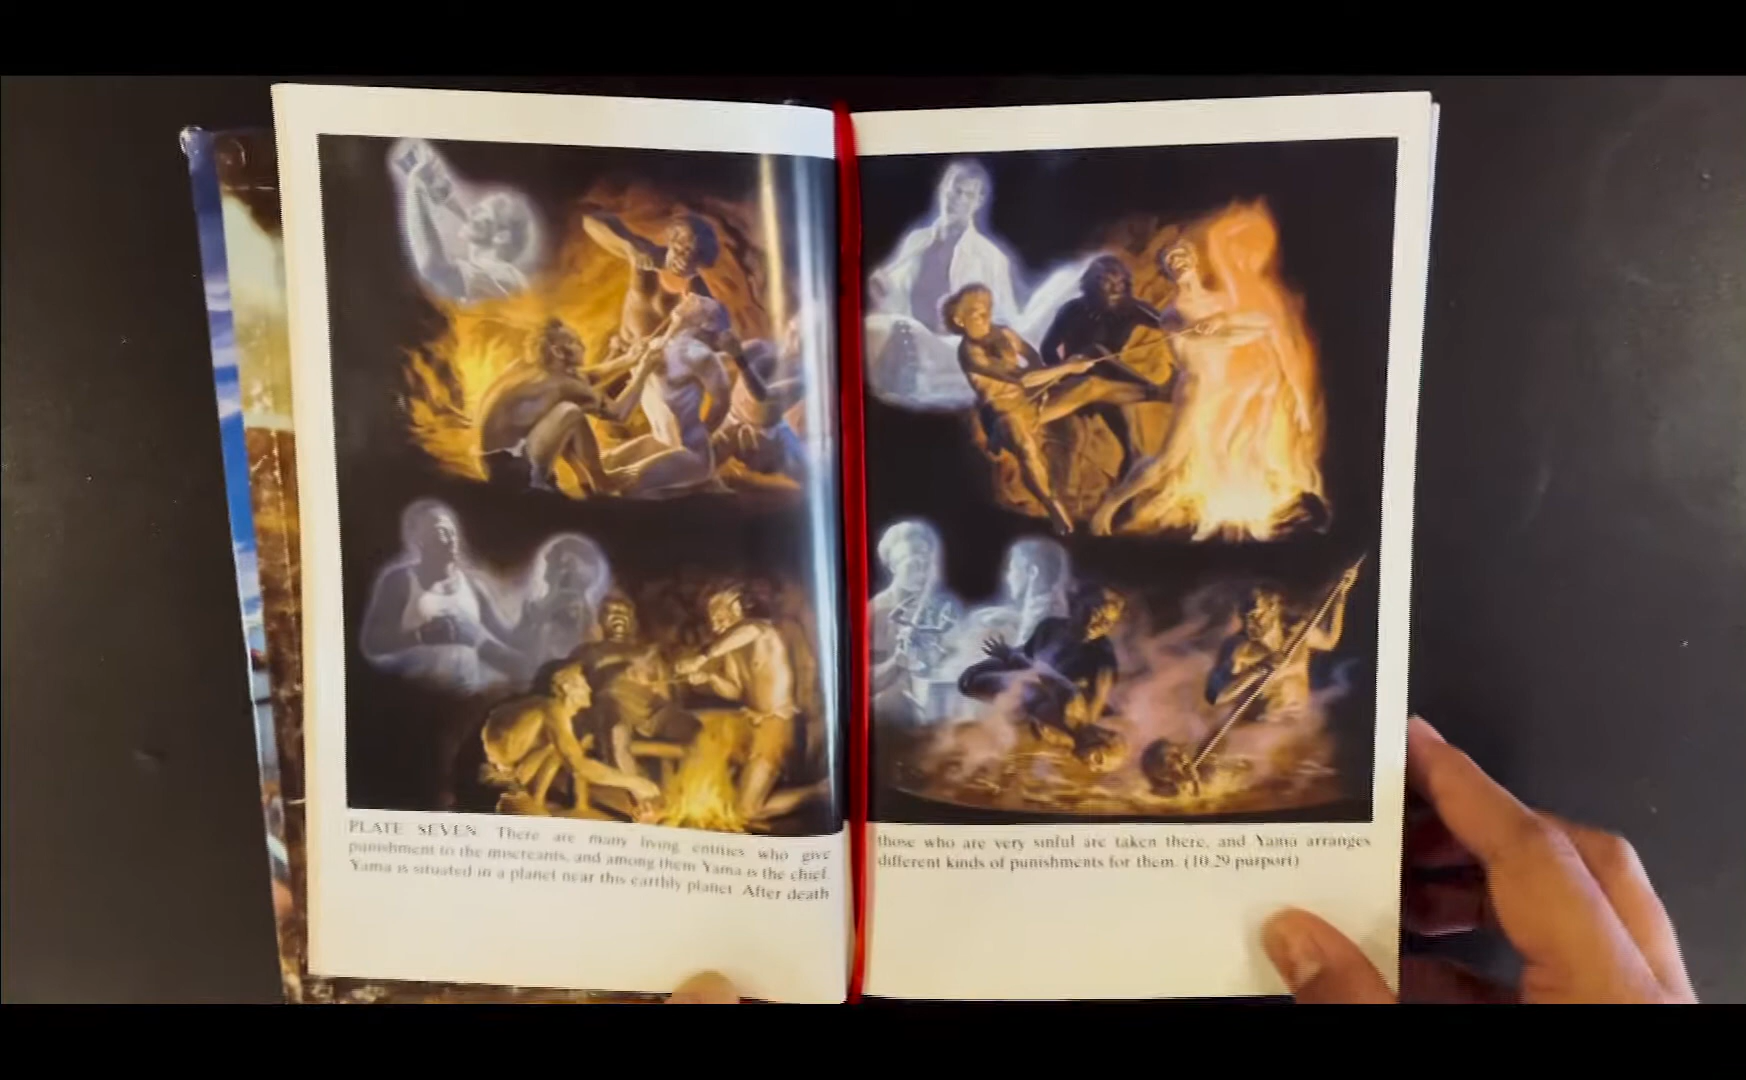 PLATE SEVEN. There are many living entities who give
punishment to the miscreants, and among them Yama is the chief.
Yama is situated in a planet near this earthly planet. After death
those who are very sinful are taken there, and Yama arranges
different kinds of punishments for them. (10.29 purport)